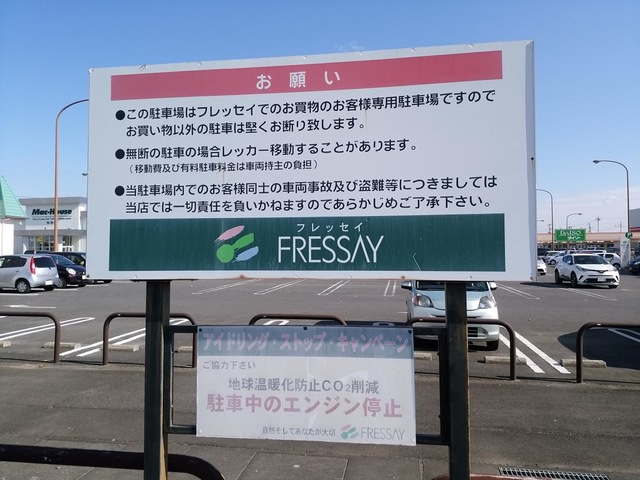 お願い
●この駐車場はフレッセイでのお買物のお客様専用駐車場ですので
お買い物以外の駐車は堅くお断り致します。
●無断の駐車の場合レッカー移動することがあります。
(移動費及び有料駐車料金は車両持主の負担)
●当駐車場内でのお客様同士の車両事故及び盗難等につきましては
当店では一切責任を負いかねますのであらかじめご了承下さい。
フレッセイ
FRESSAY
Mac-House
DAISO
アイドリング・ストップ・キャンペーン
ご協力下さい
地球温暖化防止CO2削減
駐車中のエンジン停止
自然そしてあなたが大切 FRESSAY